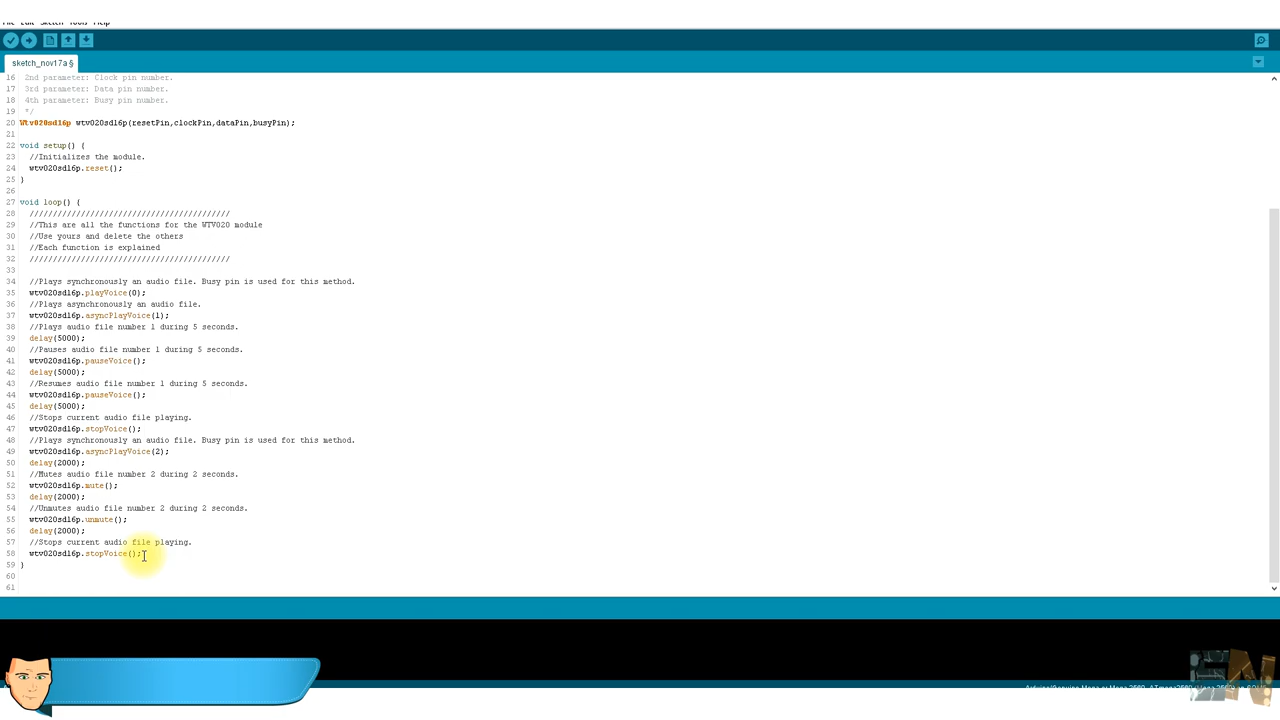 File Edit Sketch Tools Help
sketch_nov17a §
16 2nd parameter: Clock pin number.
17 3rd parameter: Data pin number.
18 4th parameter: Busy pin number.
19 */
20 Wtv020sd16p wtv020sd16p(resetPin,clockPin,dataPin,busyPin);
21
22 void setup() {
23 //Initializes the module.
24 wtv020sd16p.reset();
25 }
26
27 void loop() {
28 ///////////////////////////////////////////
29 //This are all the functions for the WTV020 module
30 //Use yours and delete the others
31 //Each function is explained
32 ///////////////////////////////////////////
33
34 //Plays synchronously an audio file. Busy pin is used for this method.
35 wtv020sd16p.playVoice(0);
36 //Plays asynchronously an audio file.
37 wtv020sd16p.asyncPlayVoice(1);
38 //Plays audio file number 1 during 5 seconds.
39 delay(5000);
40 //Pauses audio file number 1 during 5 seconds.
41 wtv020sd16p.pauseVoice();
42 delay(5000);
43 //Resumes audio file number 1 during 5 seconds.
44 wtv020sd16p.pauseVoice();
45 delay(5000);
46 //Stops current audio file playing.
47 wtv020sd16p.stopVoice();
48 //Plays synchronously an audio file. Busy pin is used for this method.
49 wtv020sd16p.asyncPlayVoice(2);
50 delay(2000);
51 //Mutes audio file number 2 during 2 seconds.
52 wtv020sd16p.mute();
53 delay(2000);
54 //Unmutes audio file number 2 during 2 seconds.
55 wtv020sd16p.unmute();
56 delay(2000);
57 //Stops current audio file playing.
58 wtv020sd16p.stopVoice();
59 }
60
61
EN